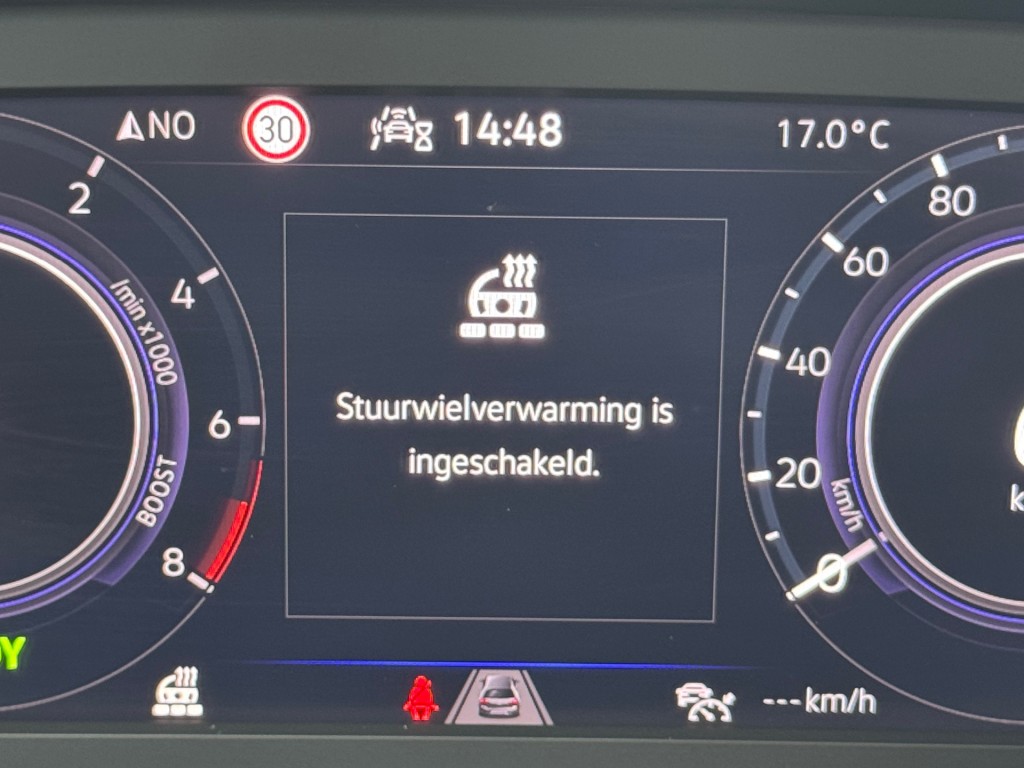 NO 30 14:48 17.0°C
2
4
6
8
/min x1000
BOOST
Stuurwielverwarming is
ingeschakeld.
80
60
40
20
0
km/h
---km/h